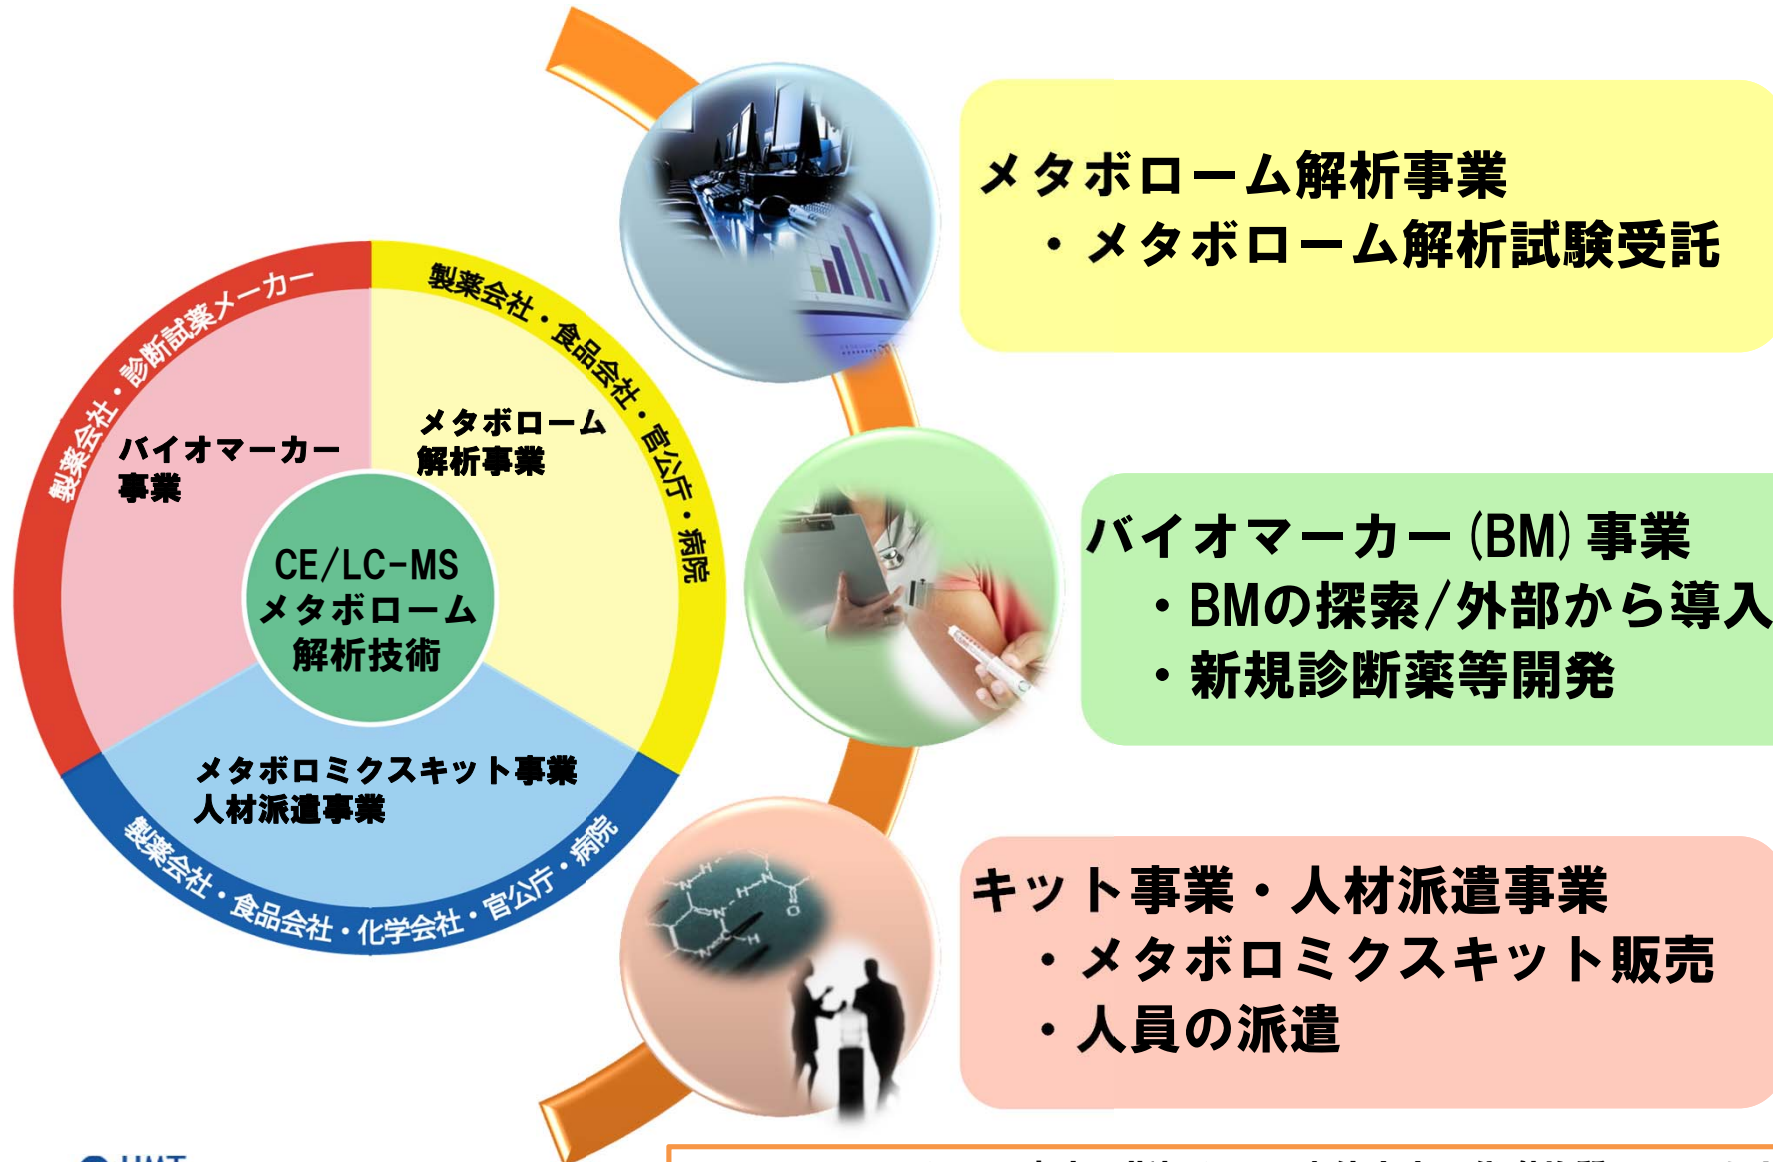 メタボローム解析事業
・メタボローム解析試験受託
バイオマーカー(BM)事業
・BMの探索/外部から導入
・新規診断薬等開発
キット事業・人材派遣事業
・メタボロミクスキット販売
・人員の派遣
製薬会社・診断試薬メーカー
製薬会社・食品会社・官公庁・病院
バイオマーカー
事業
メタボローム
解析事業
CE/LC-MS
メタボローム
解析技術
メタボロミクスキット事業
人材派遣事業
製薬会社・食品会社・化学会社・官公庁・病院
HMT